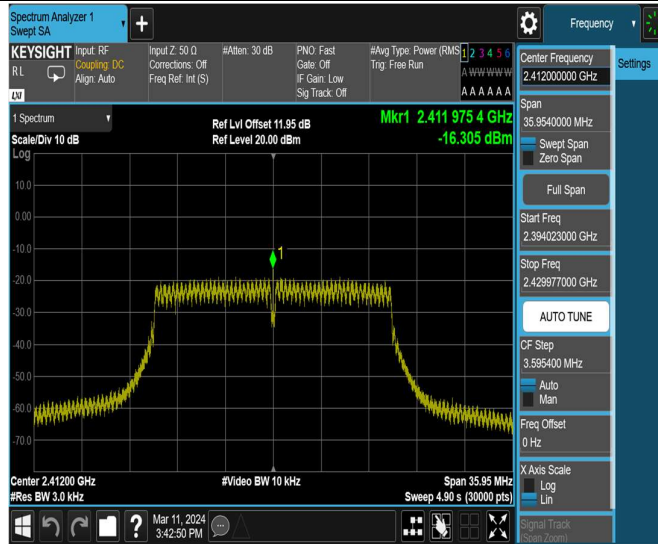 Spectrum Analyzer 1
Swept SA
Frequency
KEYSIGHT
RL
LXI
Input: RF
Coupling: DC
Align: Auto
Input Z: 50 Ω
Corrections: Off
Freq Ref: Int (S)
#Atten: 30 dB
PNO: Fast
Gate: Off
IF Gain: Low
Sig Track: Off
#Avg Type: Power (RMS
Trig: Free Run
1 2 3 4 5 6
A W W W W W
A A A A A A
1 Spectrum
Scale/Div 10 dB
Ref Lvl Offset 11.95 dB
Ref Level 20.00 dBm
Mkr1 2.411 975 4 GHz
-16.305 dBm
Log
10.0
0.00
-10.0
-20.0
-30.0
-40.0
-50.0
-60.0
-70.0
1
Center 2.41200 GHz
#Res BW 3.0 kHz
#Video BW 10 kHz
Span 35.95 MHz
Sweep 4.90 s (30000 pts)
Mar 11, 2024
3:42:50 PM
Center Frequency
2.412000000 GHz
Span
35.9540000 MHz
Swept Span
Zero Span
Full Span
Start Freq
2.394023000 GHz
Stop Freq
2.429977000 GHz
AUTO TUNE
CF Step
3.595400 MHz
Auto
Man
Freq Offset
0 Hz
X Axis Scale
Log
Lin
Signal Track
(Span Zoom)
Settings